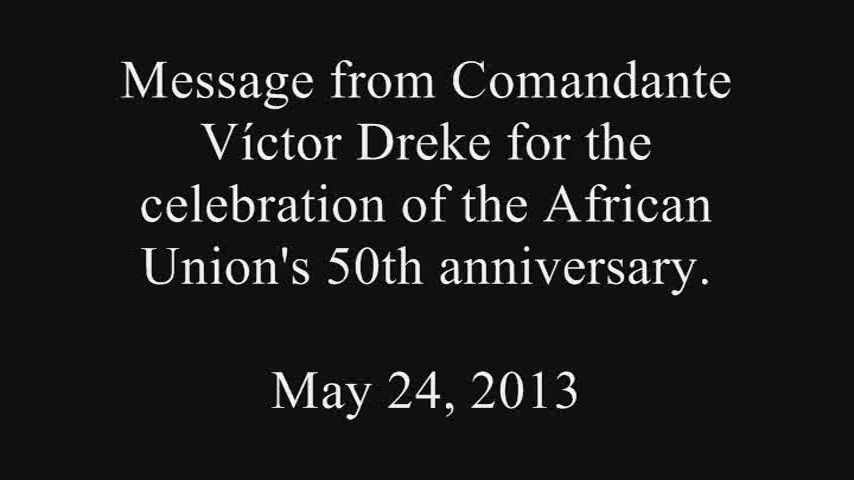 Message from Comandante
Víctor Dreke for the
celebration of the African
Union's 50th anniversary.
May 24, 2013